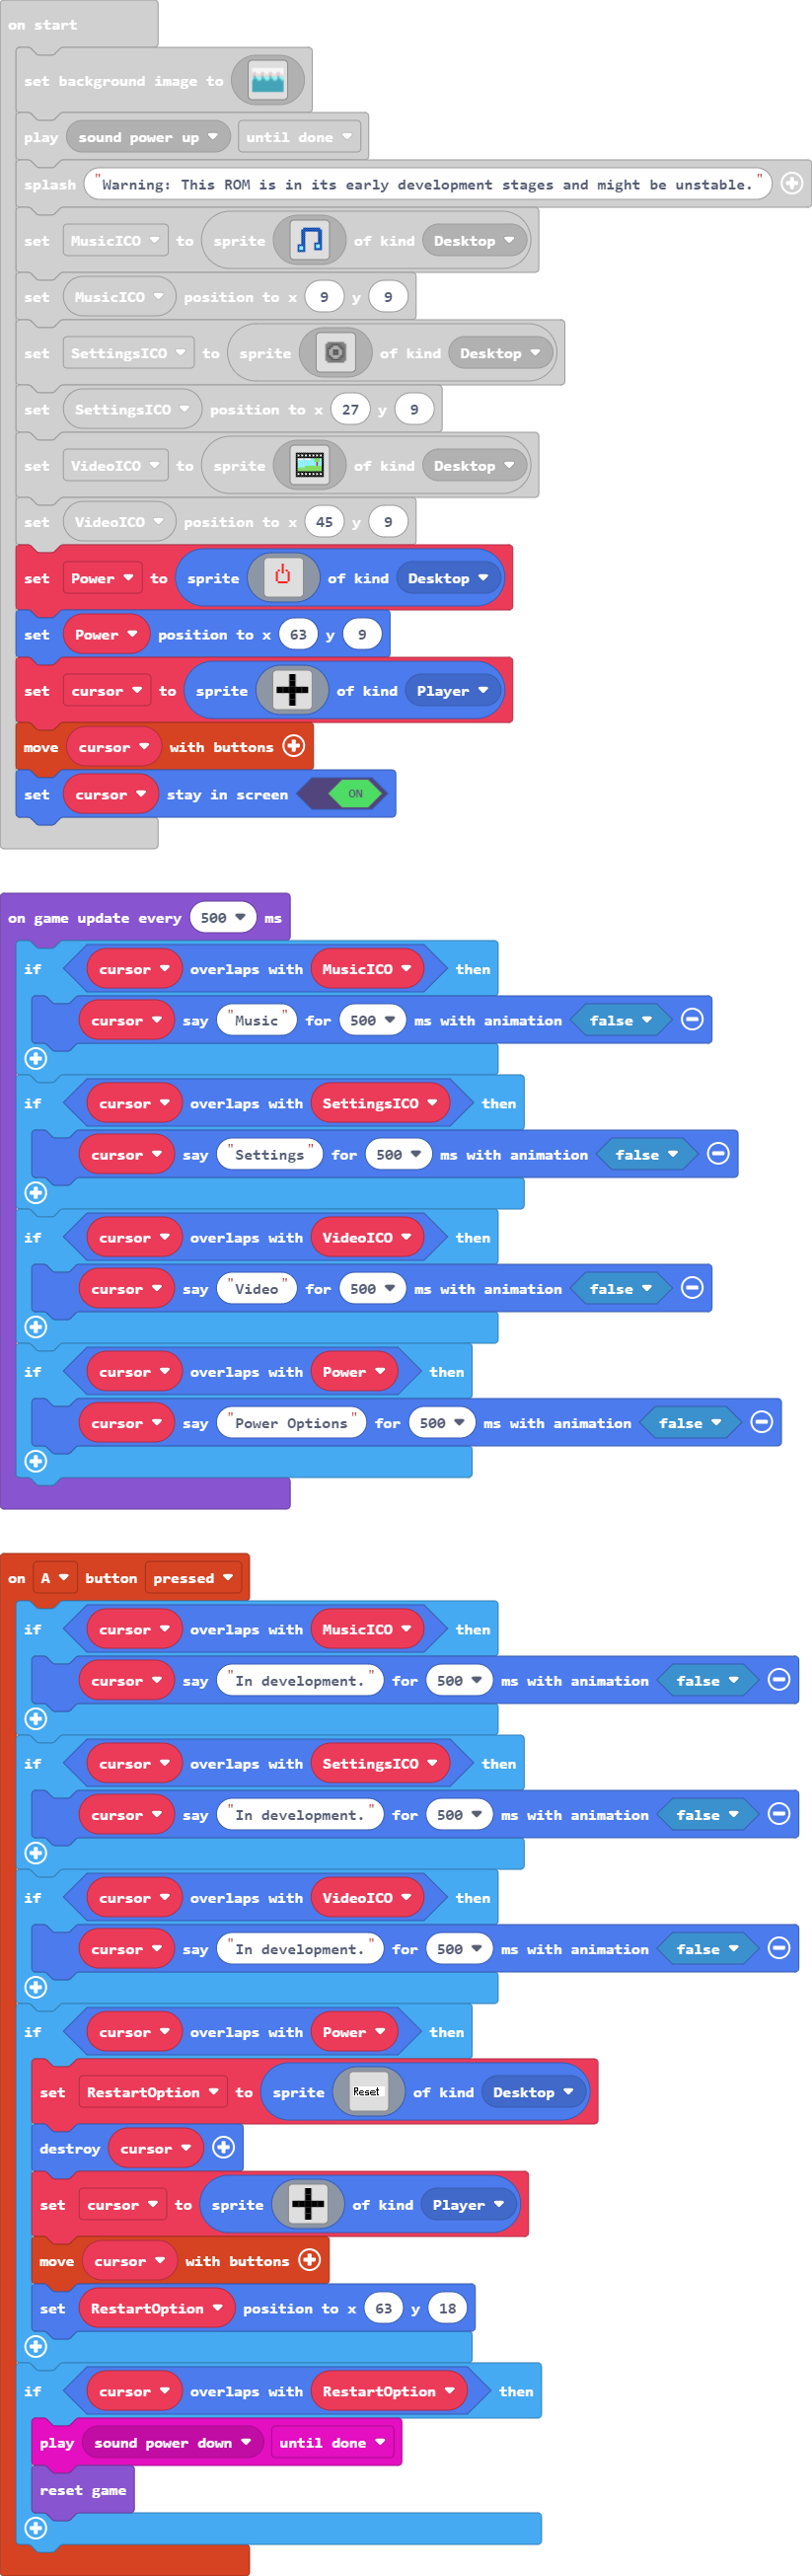 on start
set background image to
play sound power up until done
splash "Warning: This ROM is in its early development stages and might be unstable."
set MusicICO to sprite of kind Desktop
set MusicICO position to x 9 y 9
set SettingsICO to sprite of kind Desktop
set SettingsICO position to x 27 y 9
set VideoICO to sprite of kind Desktop
set VideoICO position to x 45 y 9
set Power to sprite of kind Desktop
set Power position to x 63 y 9
set cursor to sprite of kind Player
move cursor with buttons
set cursor stay in screen ON
on game update every 500 ms
if cursor overlaps with MusicICO then
cursor say "Music" for 500 ms with animation false
if cursor overlaps with SettingsICO then
cursor say "Settings" for 500 ms with animation false
if cursor overlaps with VideoICO then
cursor say "Video" for 500 ms with animation false
if cursor overlaps with Power then
cursor say "Power Options" for 500 ms with animation false
on A button pressed
if cursor overlaps with MusicICO then
cursor say "In development." for 500 ms with animation false
if cursor overlaps with SettingsICO then
cursor say "In development." for 500 ms with animation false
if cursor overlaps with VideoICO then
cursor say "In development." for 500 ms with animation false
if cursor overlaps with Power then
set RestartOption to sprite Reset of kind Desktop
destroy cursor
set cursor to sprite of kind Player
move cursor with buttons
set RestartOption position to x 63 y 18
if cursor overlaps with RestartOption then
play sound power down until done
reset game